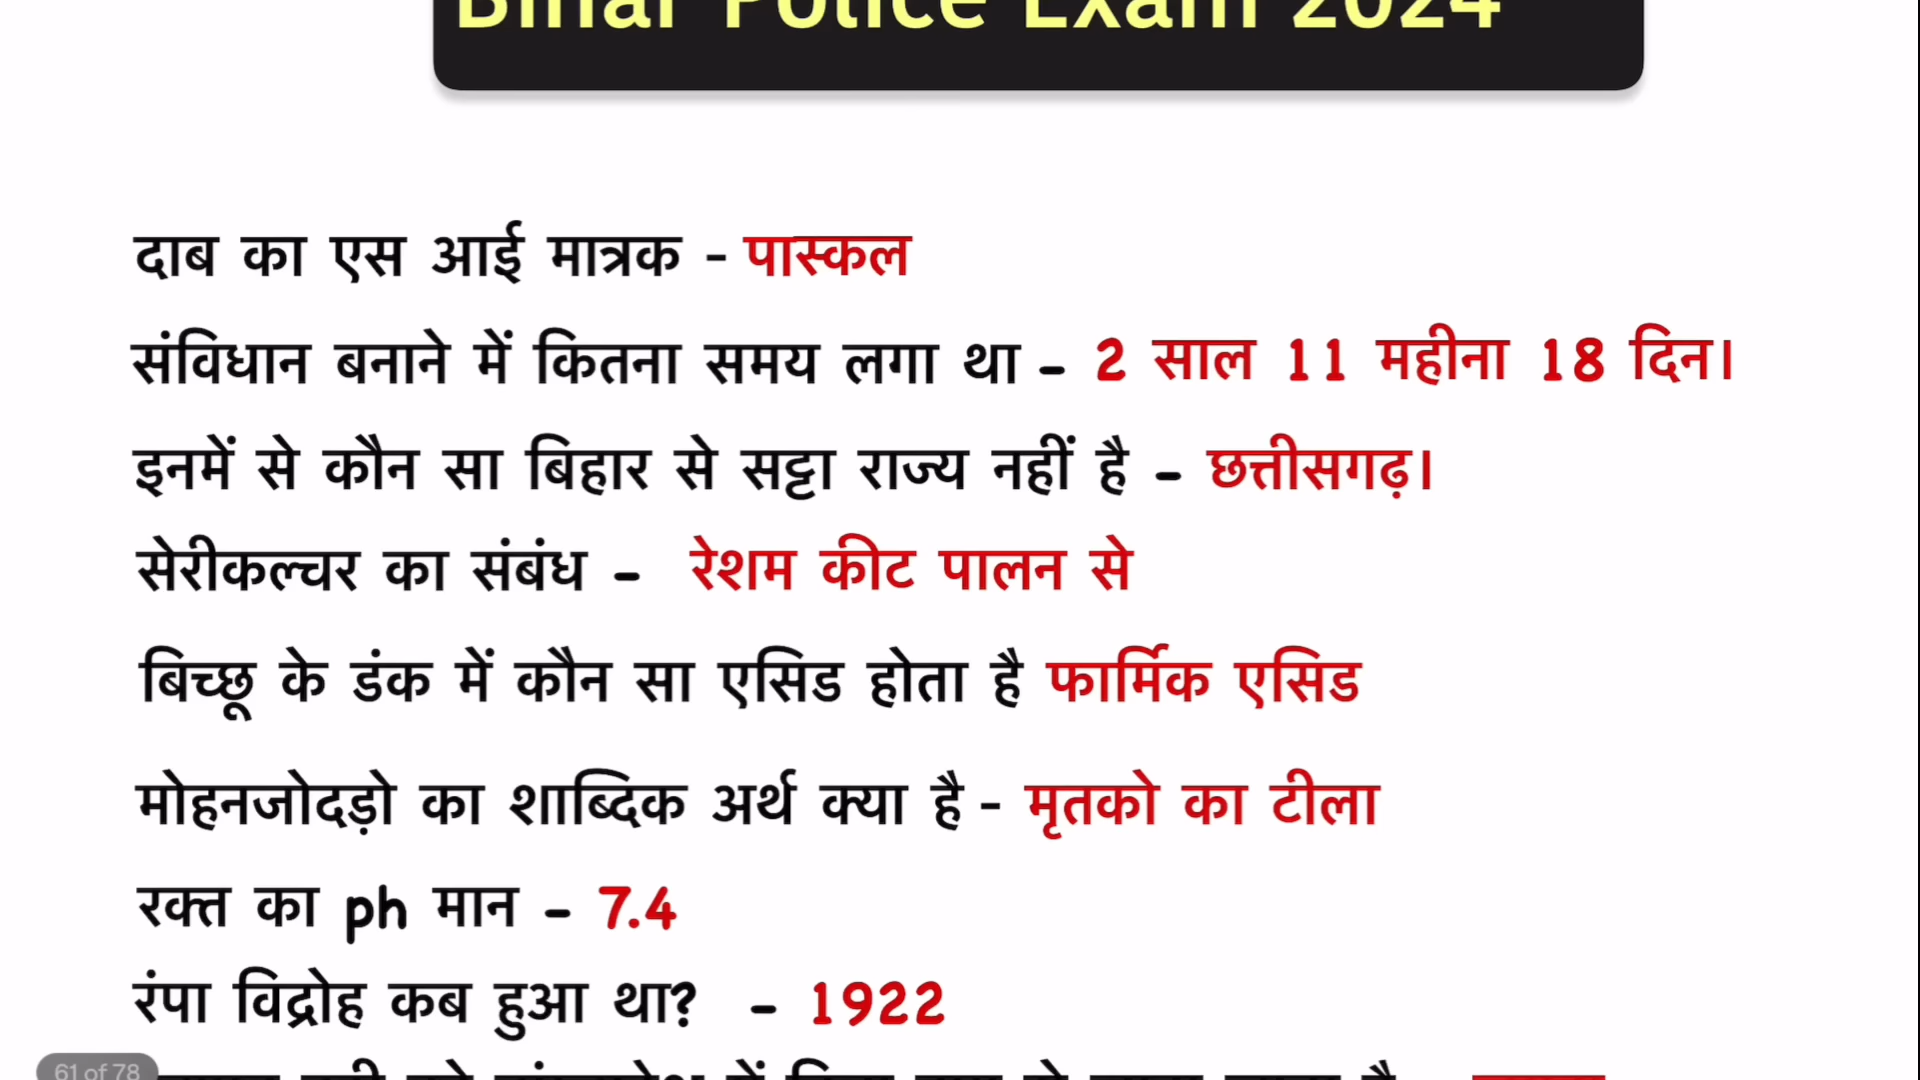 Bihar Police Exam 2024
दाब का एस आई मात्रक - पास्कल
संविधान बनाने में कितना समय लगा था - 2 साल 11 महीना 18 दिन।
इनमें से कौन सा बिहार से सट्टा राज्य नहीं है - छत्तीसगढ़।
सेरीकल्चर का संबंध - रेशम कीट पालन से
बिच्छू के डंक में कौन सा एसिड होता है फार्मिक एसिड
मोहनजोदड़ो का शाब्दिक अर्थ क्या है - मृतको का टीला
रक्त का ph मान - 7.4
रंपा विद्रोह कब हुआ था? - 1922
61 of 78